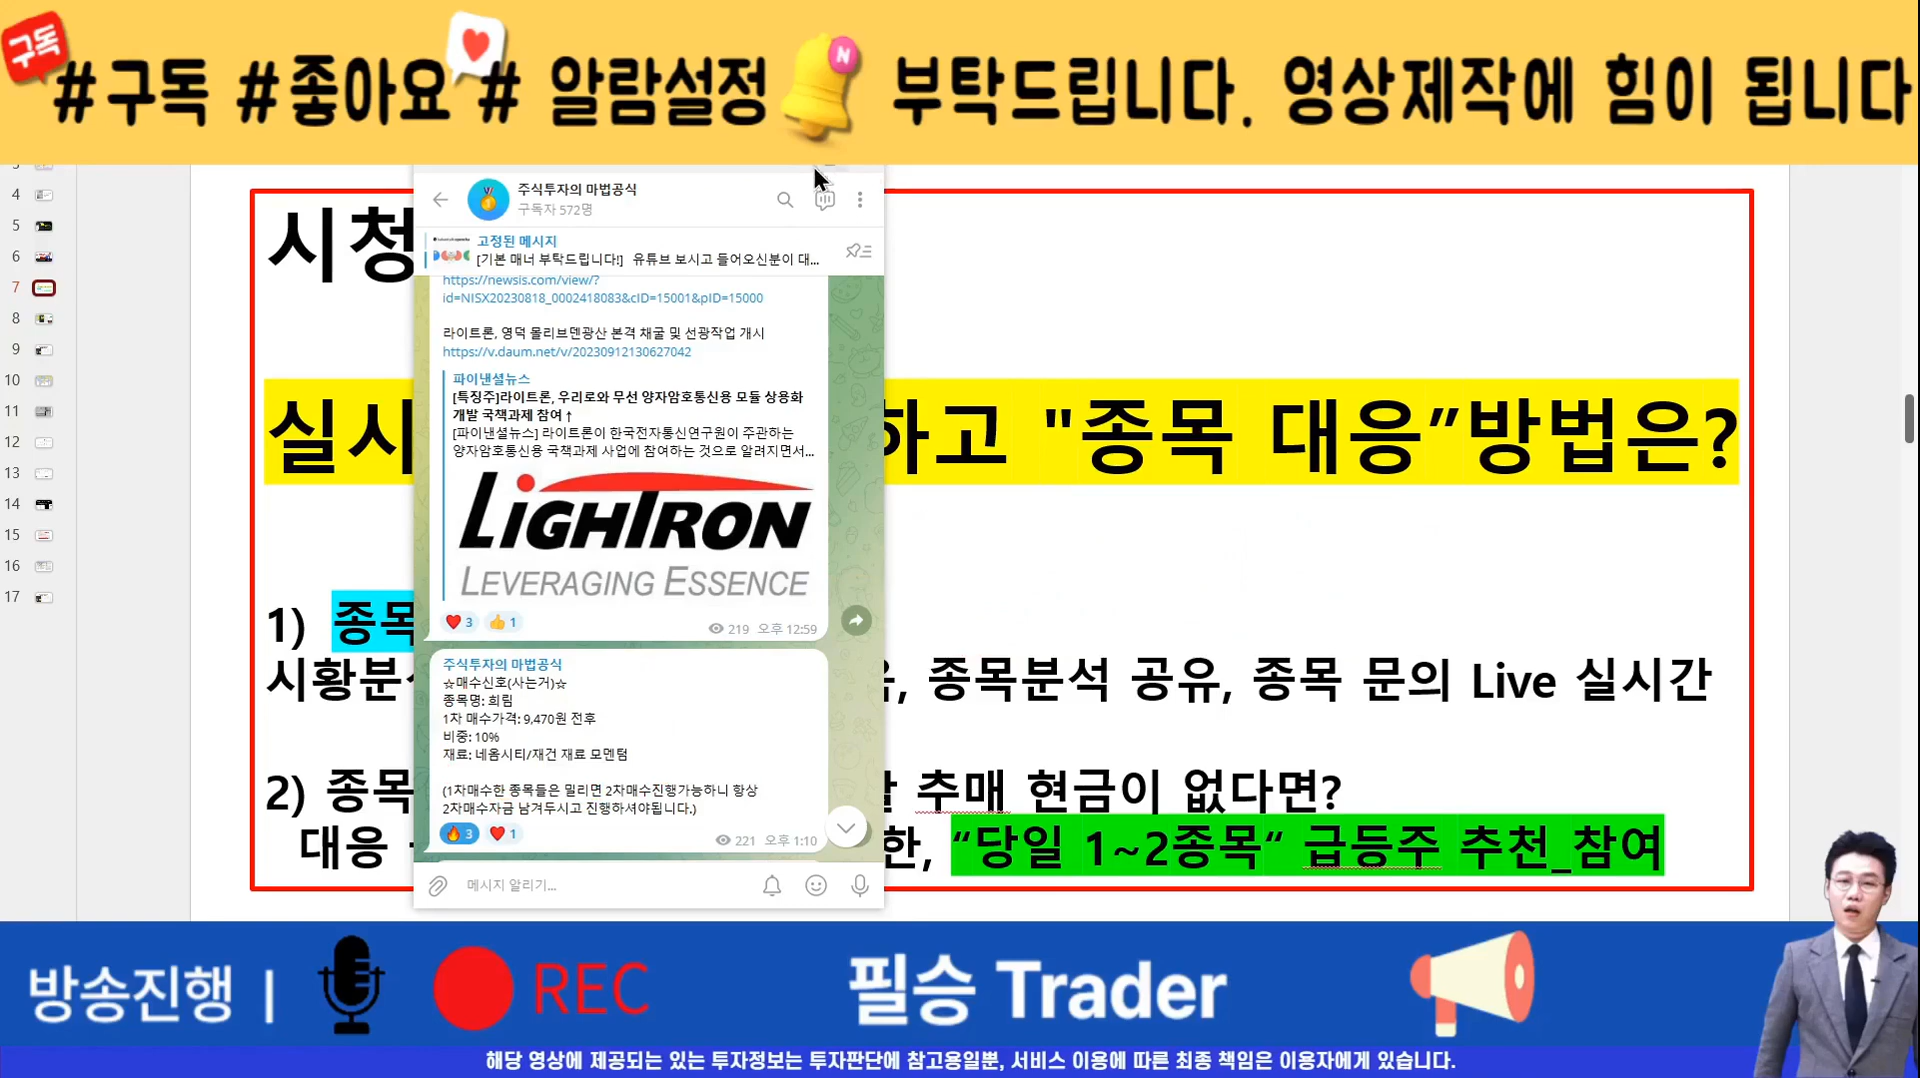 구독
#구독 #좋아요 # 알람설정 N 부탁드립니다. 영상제작에 힘이 됩니다
4
5
6
7
8
9
10
11
12
13
14
15
16
17
시청
주식투자의 마법공식
구독자 572명
고정된 메시지
[기본 매너 부탁드립니다!] 유튜브 보시고 들어오신분이 대...
https://newsis.com/view/?
id=NISX20230818_0002418083&cID=15001&pID=15000
라이트론, 영덕 몰리브덴광산 본격 채굴 및 선광작업 개시
https://v.daum.net/v/20230912130627042
파이낸셜뉴스
[특징주]라이트론, 우리로와 무선 양자암호통신용 모듈 상용화
개발 국책과제 참여↑
[파이낸셜뉴스] 라이트론이 한국전자통신연구원이 주관하는
양자암호통신용 국책과제 사업에 참여하는 것으로 알려지면서...
LIGHTRON
LEVERAGING ESSENCE
3 1
219 오후 12:59
주식투자의 마법공식
☆매수신호(사는거)☆
종목명: 희림
1차 매수가격: 9,470원 전후
비중: 10%
재료: 네옴시티/재건 재료 모멘텀
(1차매수한 종목들은 밀리면 2차매수진행가능하니 항상
2차매수자금 남겨두시고 진행하셔야됩니다.)
3 1
221 오후 1:10
메시지 알리기...
실시 하고 "종목 대응”방법은?
1) 종목
시황분 , 종목분석 공유, 종목 문의 Live 실시간
2) 종목 추매 현금이 없다면?
대응 한, “당일 1~2종목“ 급등주 추천_참여
방송진행 | REC 필승 Trader
해당 영상에 제공되는 있는 투자정보는 투자판단에 참고용일뿐, 서비스 이용에 따른 최종 책임은 이용자에게 있습니다.